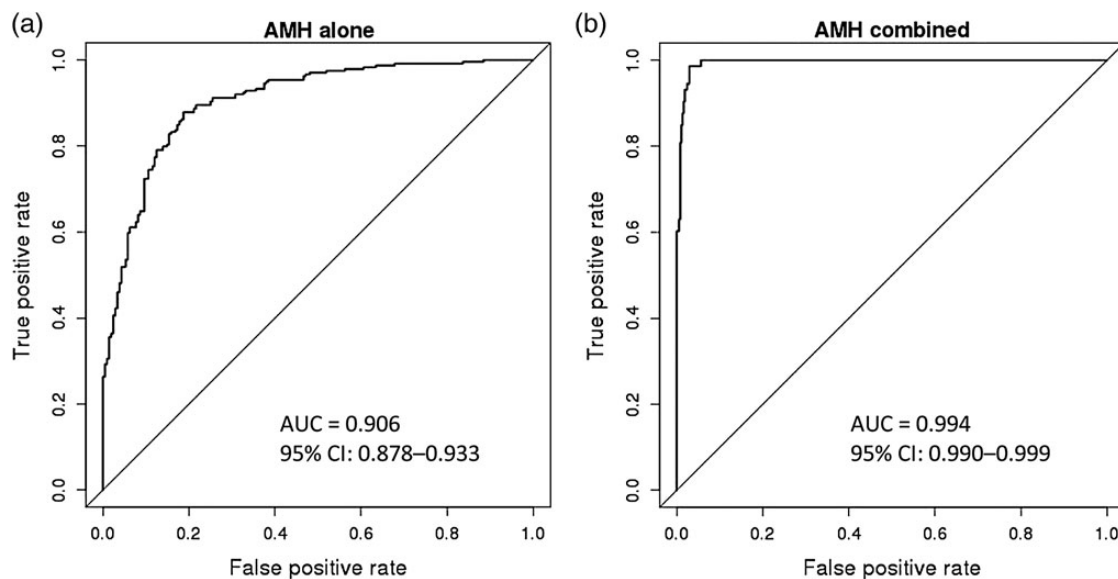 (a)
AMH alone
True positive rate
1.0
0.8
0.6
0.4
0.2
0.0
AUC = 0.906
95% CI: 0.878–0.933
0.0 0.2 0.4 0.6 0.8 1.0
False positive rate
(b)
AMH combined
True positive rate
1.0
0.8
0.6
0.4
0.2
0.0
AUC = 0.994
95% CI: 0.990–0.999
0.0 0.2 0.4 0.6 0.8 1.0
False positive rate